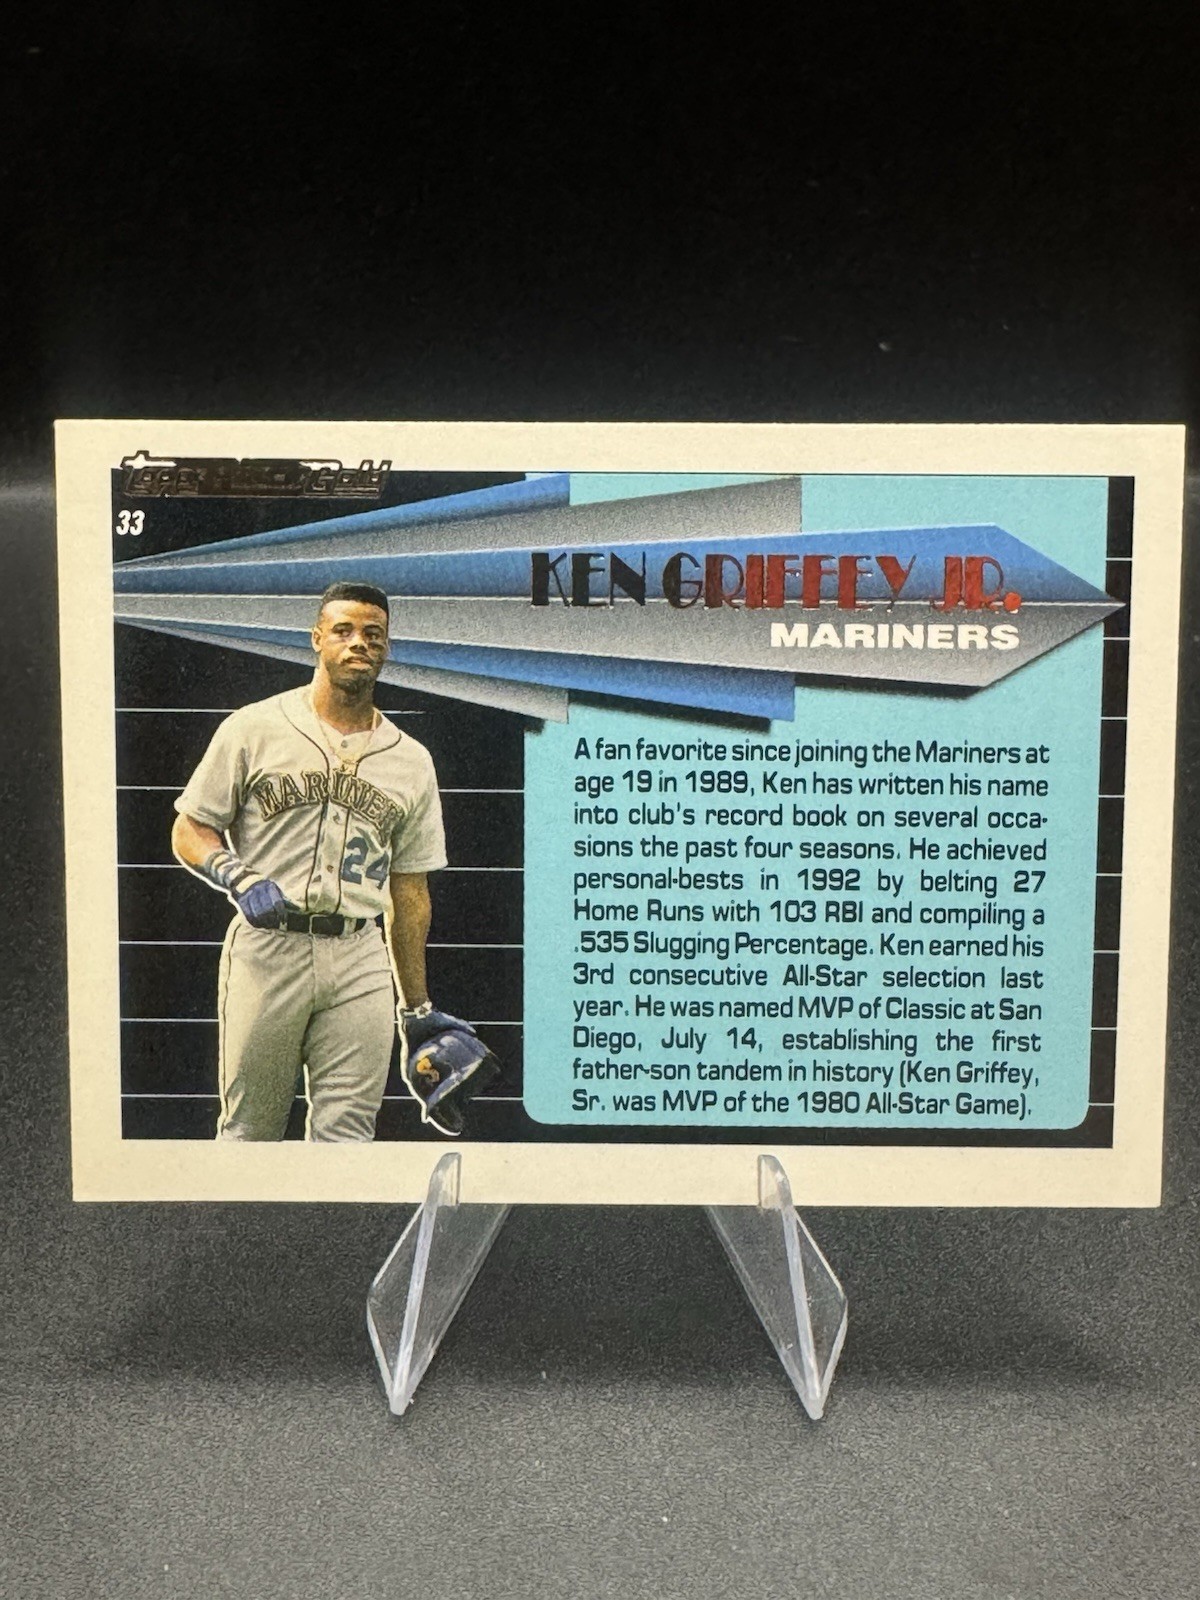 Topps Black Gold
33
KEN GRIFFEY JR.
MARINERS
MARINERS
24
S
A fan favorite since joining the Mariners at
age 19 in 1989, Ken has written his name
into club's record book on several occa-
sions the past four seasons. He achieved
personal-bests in 1992 by belting 27
Home Runs with 103 RBI and compiling a
.535 Slugging Percentage. Ken earned his
3rd consecutive All-Star selection last
year. He was named MVP of Classic at San
Diego, July 14, establishing the first
father-son tandem in history (Ken Griffey,
Sr. was MVP of the 1980 All-Star Game).